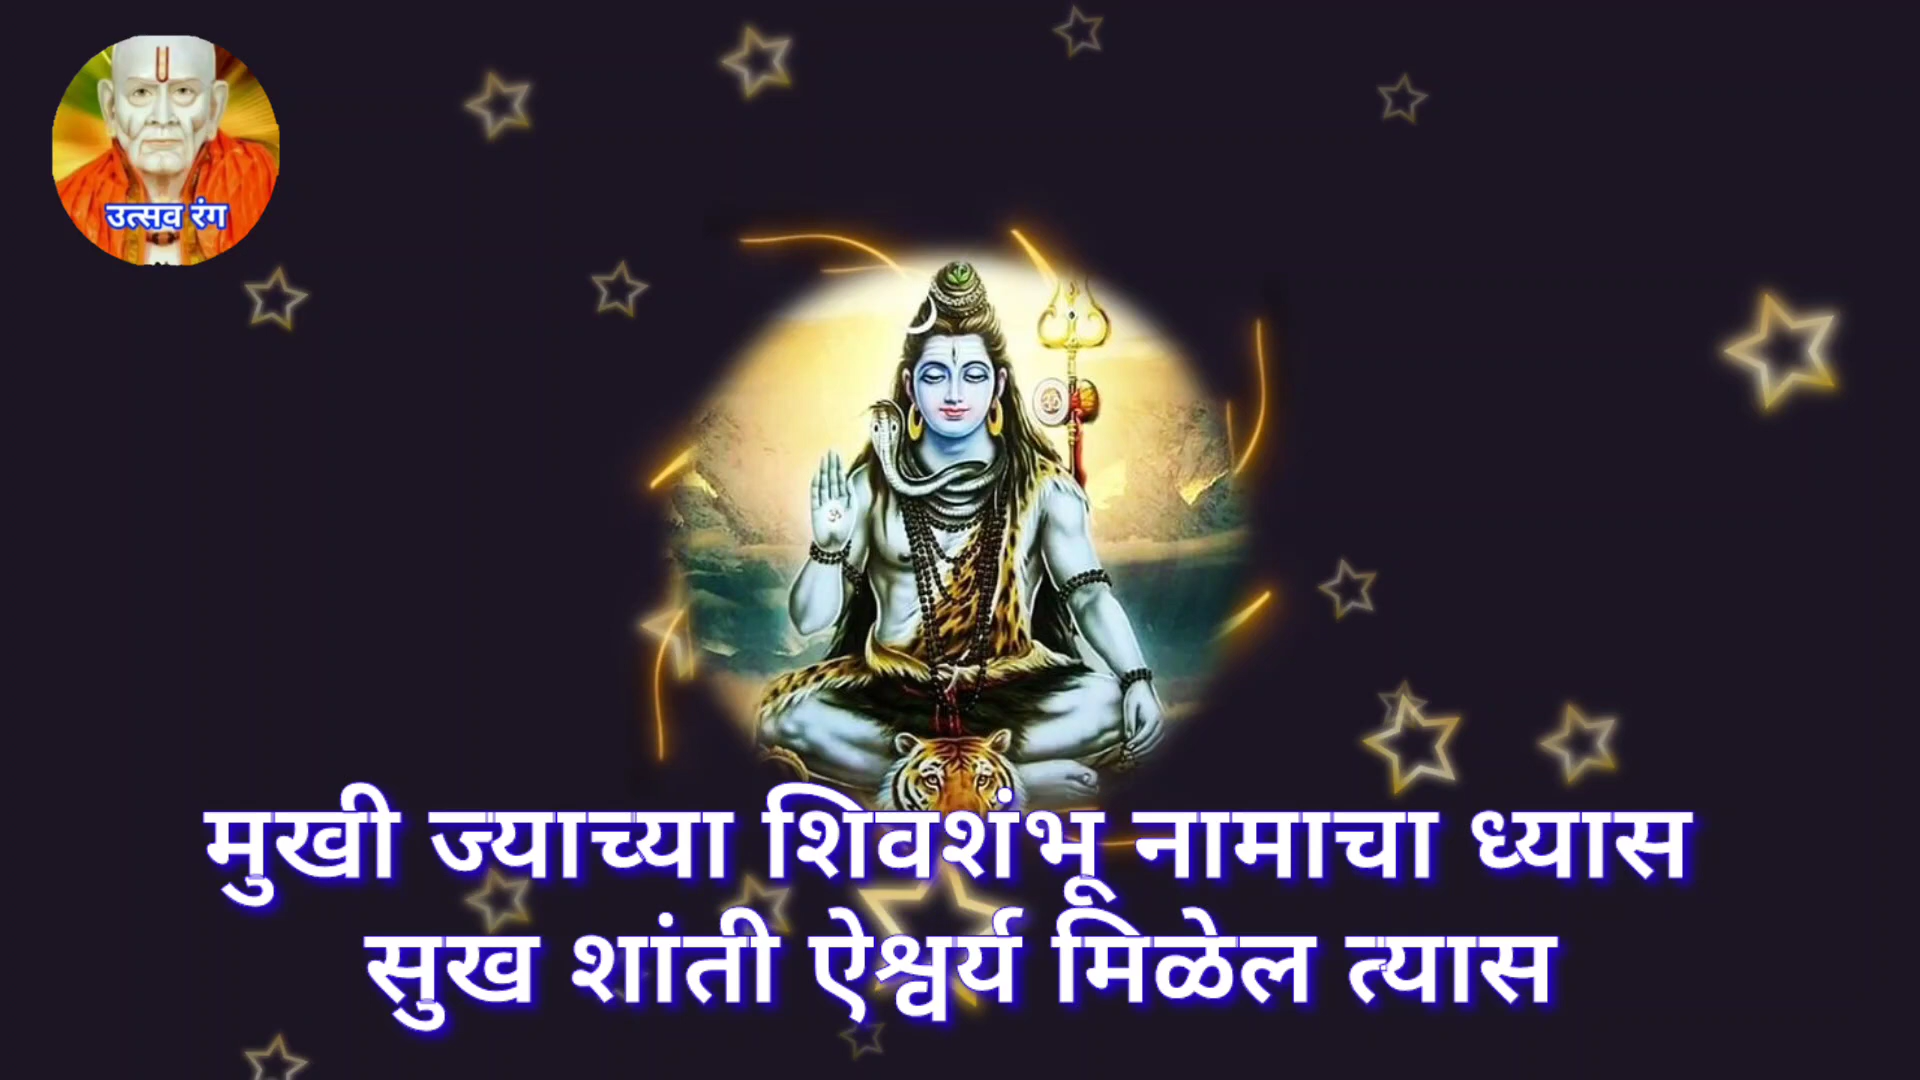 उत्सव रंग
मुखी ज्याच्या शिवशंभू नामाचा ध्यास
सुख शांती ऐश्वर्य मिळेल त्यास